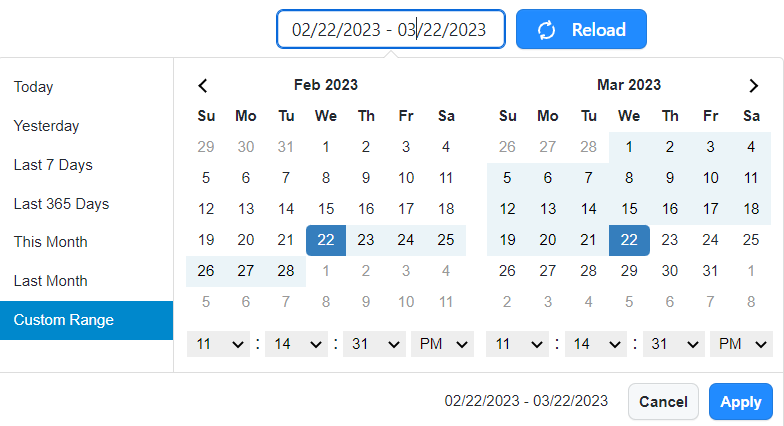 02/22/2023 - 03/22/2023 Reload
Today
Yesterday
Last 7 Days
Last 365 Days
This Month
Last Month
Custom Range
Feb 2023
Su Mo Tu We Th Fr Sa
29 30 31 1 2 3 4
5 6 7 8 9 10 11
12 13 14 15 16 17 18
19 20 21 22 23 24 25
26 27 28 1 2 3 4
5 6 7 8 9 10 11
11 : 14 : 31 PM
Mar 2023
Su Mo Tu We Th Fr Sa
26 27 28 1 2 3 4
5 6 7 8 9 10 11
12 13 14 15 16 17 18
19 20 21 22 23 24 25
26 27 28 29 30 31 1
2 3 4 5 6 7 8
11 : 14 : 31 PM
02/22/2023 - 03/22/2023 Cancel Apply